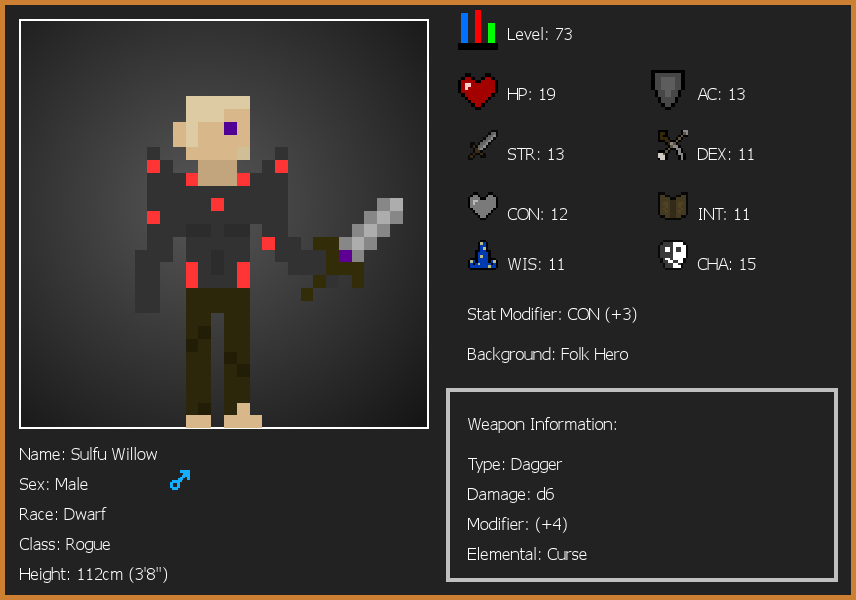 Level: 73
HP: 19
AC: 13
STR: 13
DEX: 11
CON: 12
INT: 11
WIS: 11
CHA: 15
Stat Modifier: CON (+3)
Background: Folk Hero
Weapon Information:
Type: Dagger
Damage: d6
Modifier: (+4)
Elemental: Curse
Name: Sulfu Willow
Sex: Male
Race: Dwarf
Class: Rogue
Height: 112cm (3'8")